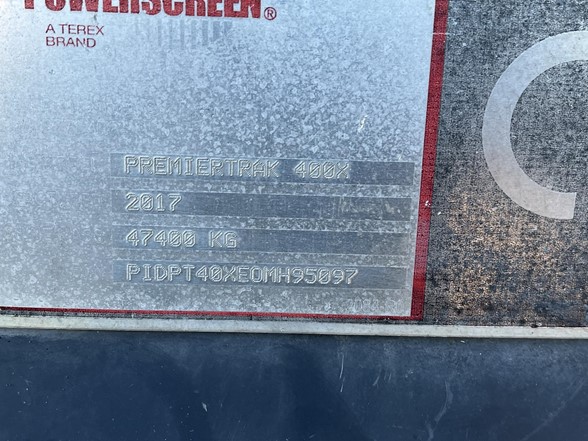 POWERSCREEN®
A TEREX
BRAND
PREMIERTRAK 400X
2017
47400 KG
PIDPT40XEOMH95097